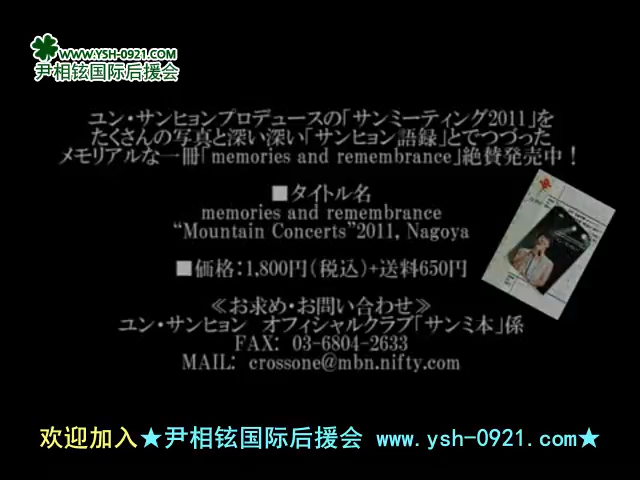 www.YSH-0921.COM
尹相铉国际后援会
ユン・サンヒョンプロデュースの「サンミーティング2011」を
たくさんの写真と深い深い「サンヒョン語録」とでつづった
メモリアルな一冊「memories and remembrance」絶賛発売中！
■タイトル名
memories and remembrance
“Mountain Concerts”2011, Nagoya
■価格：1,800円（税込）+送料650円
≪お求め・お問い合わせ≫
ユン・サンヒョン　オフィシャルクラブ「サンミ本」係
FAX:  03-6804-2633
MAIL:  crossone@mbn.nifty.com
欢迎加入★尹相铉国际后援会 www.ysh-0921.com★